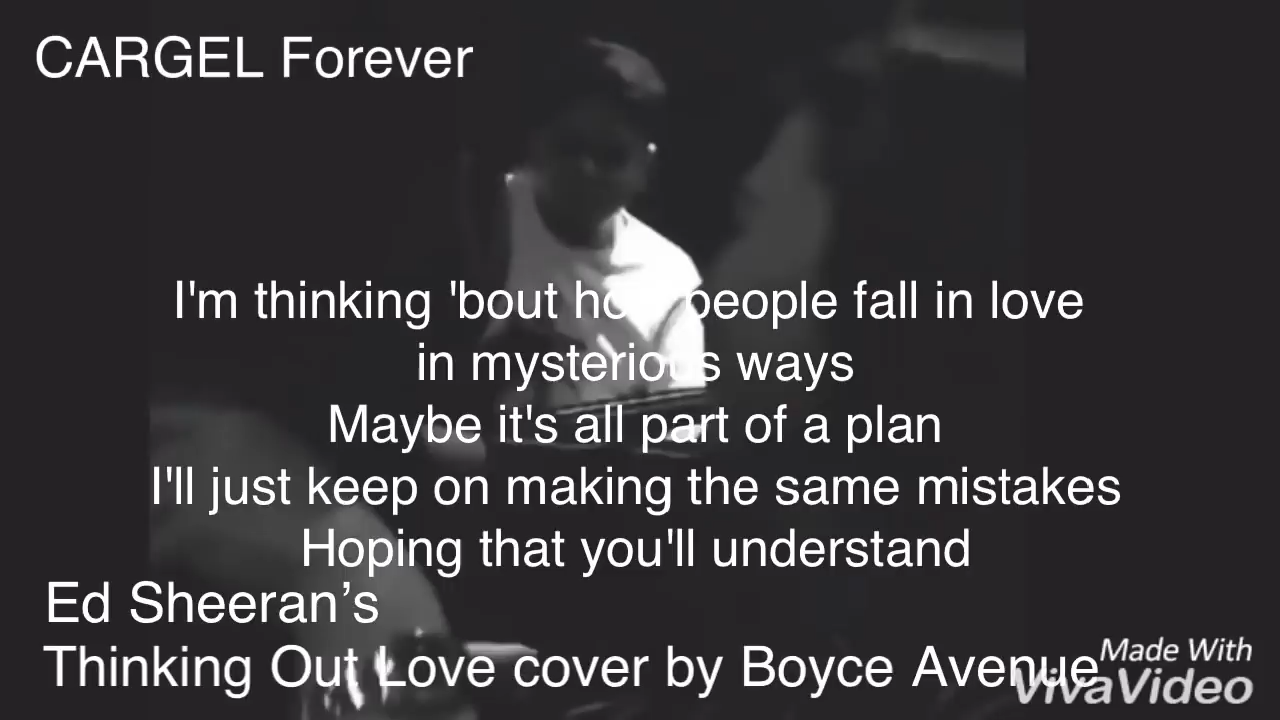 CARGEL Forever
I'm thinking 'bout how people fall in love
in mysterious ways
Maybe it's all part of a plan
I'll just keep on making the same mistakes
Hoping that you'll understand
Ed Sheeran’s
Thinking Out Love cover by Boyce Avenue
Made With
VivaVideo